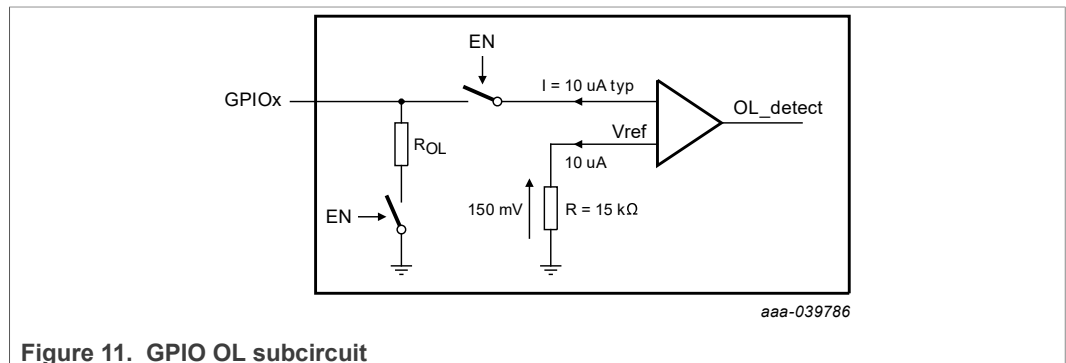 EN
GPIOx
I = 10 uA typ
OL_detect
Vref
ROL
10 uA
EN
150 mV
R = 15 kΩ
aaa-039786
Figure 11. GPIO OL subcircuit